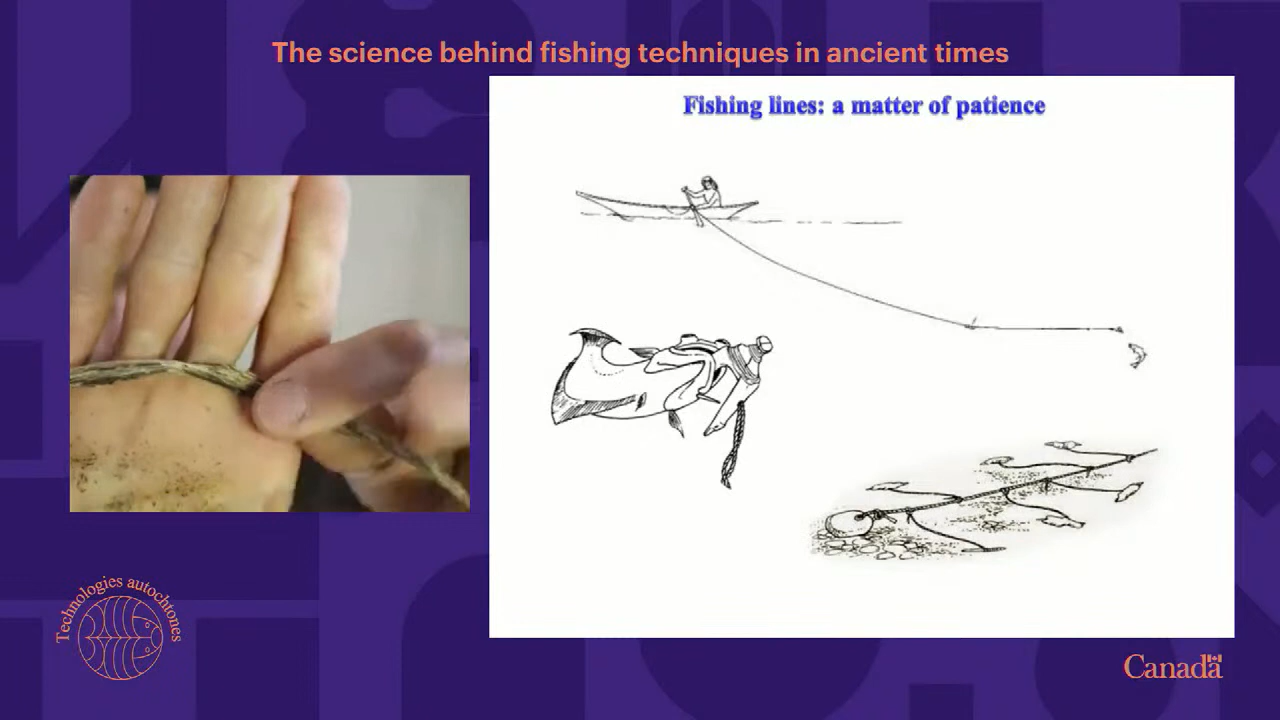 The science behind fishing techniques in ancient times
Fishing lines: a matter of patience
Technologies autochtones
Canada